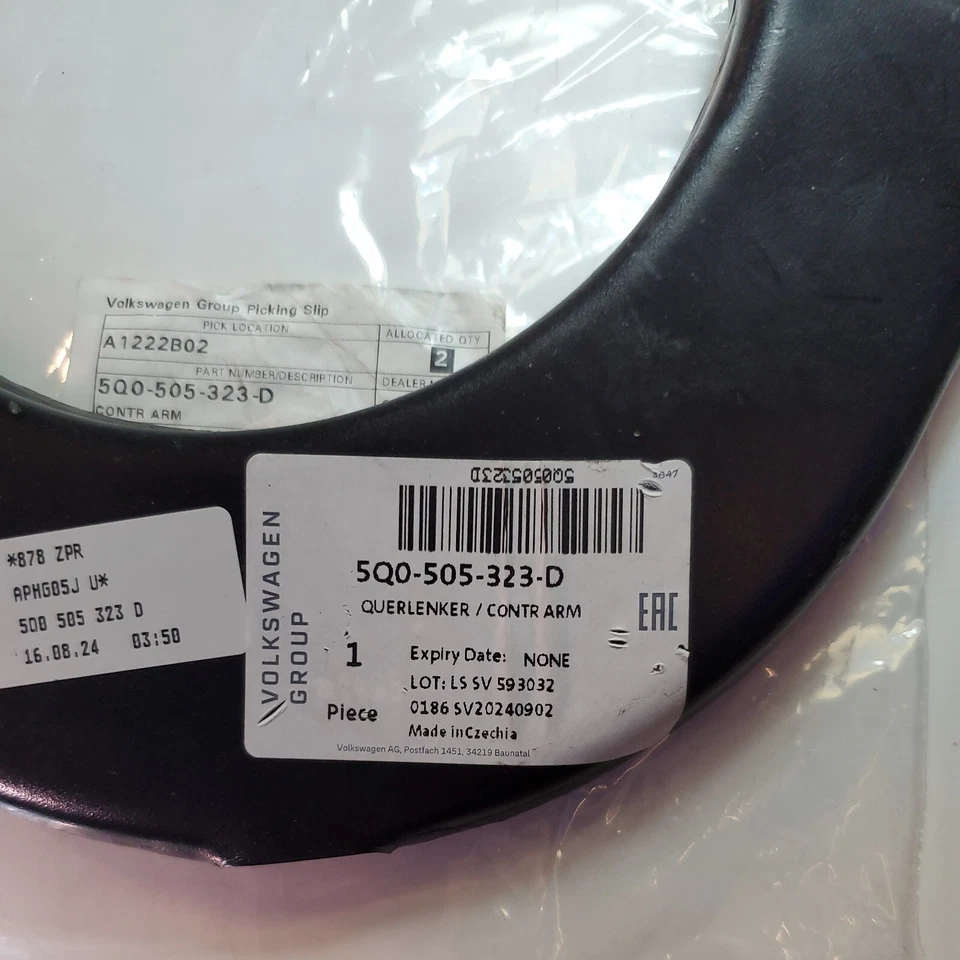 Volkswagen Group Picking Slip
PICK LOCATION
ALLOCATED QTY
A1222B02
2
PART NUMBER/DESCRIPTION
DEALER
5Q0-505-323-D
CONTR ARM
5Q0505323D
VOLKSWAGEN
GROUP
5Q0-505-323-D
QUERLENKER / CONTR ARM
EAC
1
Piece
Expiry Date: NONE
LOT: LS SV 593032
0186 SV20240902
Made in Czechia
Volkswagen AG, Postfach 1451, 34219 Baunatal
*878 ZPR
APHG05J U*
5Q0 505 323 D
16.08.24 03:50